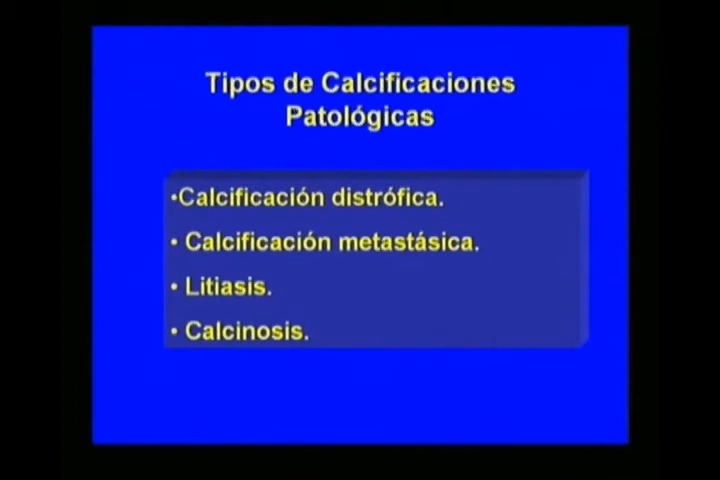 Tipos de Calcificaciones
Patológicas
•Calcificación distrófica.
• Calcificación metastásica.
• Litiasis.
• Calcinosis.